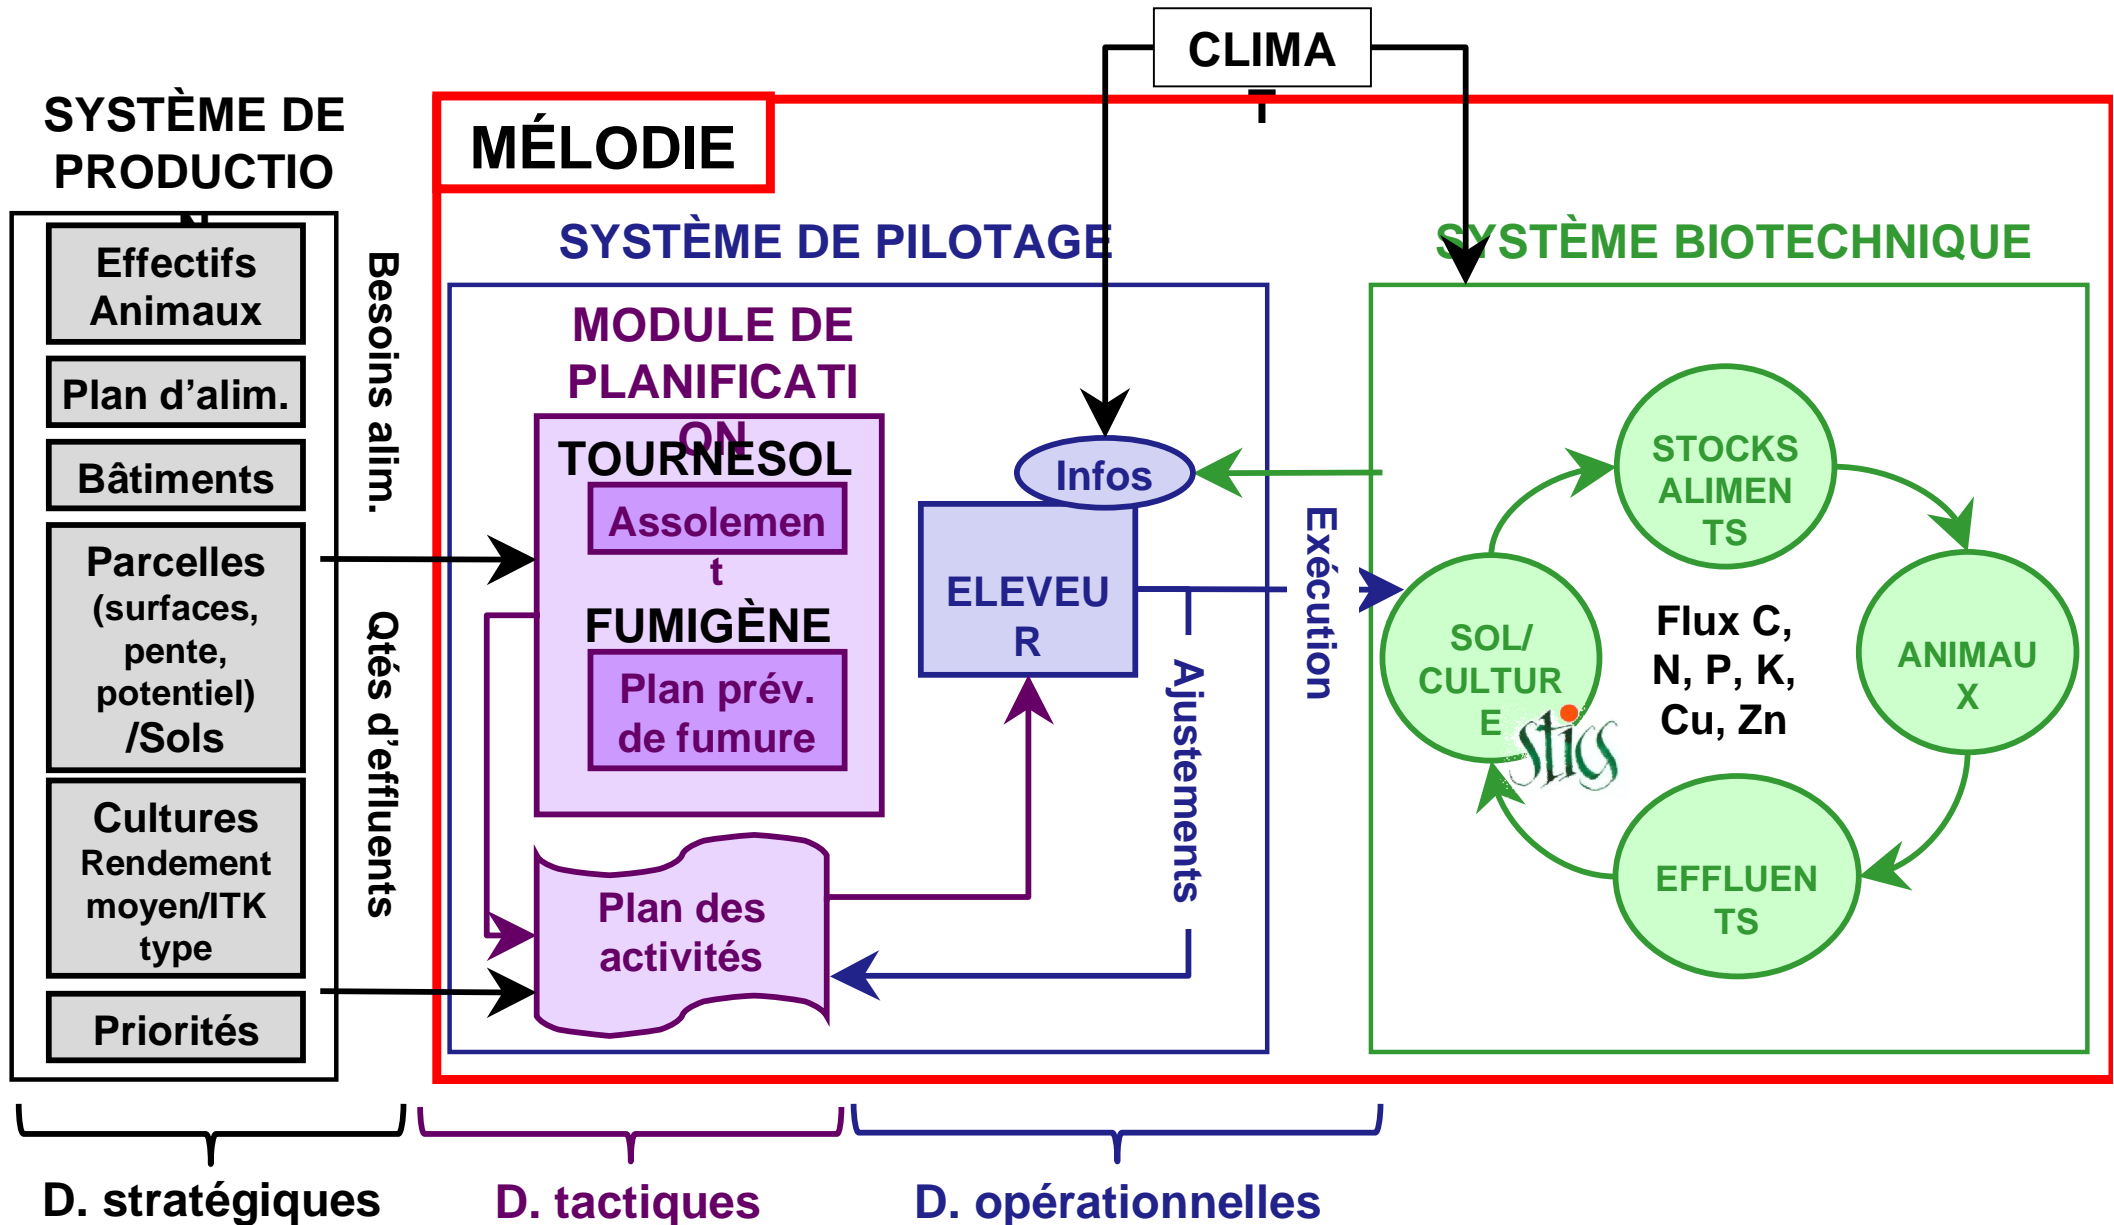 CLIMA
T
SYSTÈME DE
PRODUCTIO
N
MÉLODIE
Effectifs
Animaux
Plan d’alim.
Bâtiments
Parcelles
(surfaces,
pente,
potentiel)
/Sols
Cultures
Rendement
moyen/ITK
type
Priorités
Besoins alim.
Qtés d’effluents
SYSTÈME DE PILOTAGE
MODULE DE
PLANIFICATI
ON
TOURNESOL
Assolemen
t
FUMIGÈNE
Plan prév.
de fumure
Plan des
activités
Infos
ELEVEU
R
Ajustements
Exécution
SYSTÈME BIOTECHNIQUE
STOCKS
ALIMEN
TS
SOL/
CULTUR
E
STICS
Flux C,
N, P, K,
Cu, Zn
ANIMAU
X
EFFLUEN
TS
D. stratégiques
D. tactiques
D. opérationnelles